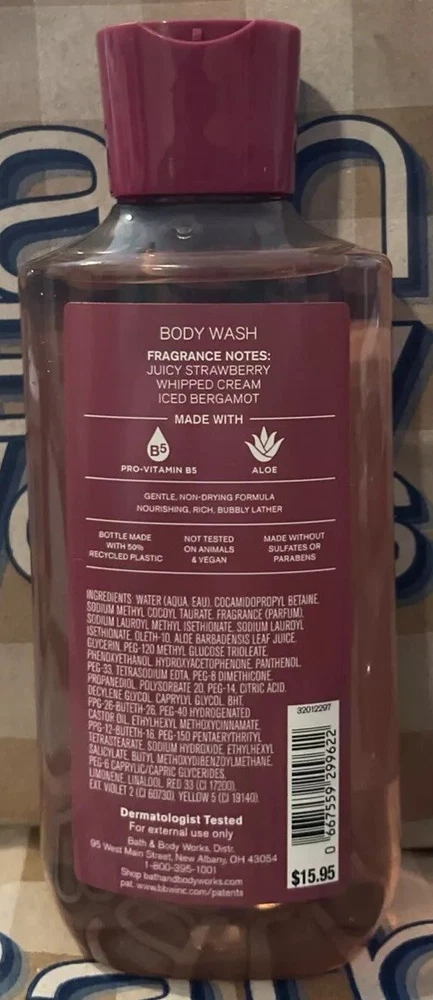 BODY WASH
FRAGRANCE NOTES:
JUICY STRAWBERRY
WHIPPED CREAM
ICED BERGAMOT
MADE WITH
B5
PRO-VITAMIN B5
ALOE
GENTLE, NON-DRYING FORMULA
NOURISHING, RICH, BUBBLY LATHER
BOTTLE MADE
WITH 50%
RECYCLED PLASTIC
NOT TESTED
ON ANIMALS
& VEGAN
MADE WITHOUT
SULFATES OR
PARABENS
INGREDIENTS: WATER (AQUA, EAU), COCAMIDOPROPYL BETAINE,
SODIUM METHYL COCOYL TAURATE, FRAGRANCE (PARFUM),
SODIUM LAUROYL METHYL ISETHIONATE, SODIUM LAUROYL
ISETHIONATE, OLETH-10, ALOE BARBADENSIS LEAF JUICE,
GLYCERIN, PEG-120 METHYL GLUCOSE TRIOLEATE,
PHENOXYETHANOL, HYDROXYACETOPHENONE, PANTHENOL,
PEG-33, TETRASODIUM EDTA, PEG-8 DIMETHICONE,
PROPANEDIOL, POLYSORBATE 20, PEG-14, CITRIC ACID,
DECYLENE GLYCOL, CAPRYLYL GLYCOL, BHT,
PPG-26-BUTETH-26, PEG-40 HYDROGENATED
CASTOR OIL, ETHYLHEXYL METHOXYCINNAMATE,
PPG-12-BUTETH-16, PEG-150 PENTAERYTHRITYL
TETRASTEARATE, SODIUM HYDROXIDE, ETHYLHEXYL
SALICYLATE, BUTYL METHOXYDIBENZOYLMETHANE,
PEG-6 CAPRYLIC/CAPRIC GLYCERIDES,
LIMONENE, LINALOOL, RED 33 (CI 17200),
EXT. VIOLET 2 (CI 60730), YELLOW 5 (CI 19140).
32012297
0 667559 299622
$15.95
Dermatologist Tested
For external use only
Bath & Body Works, Distr.
95 West Main Street, New Albany, OH 43054
1-800-395-1001
Shop bathandbodyworks.com
pat. www.bbwinc.com/patents